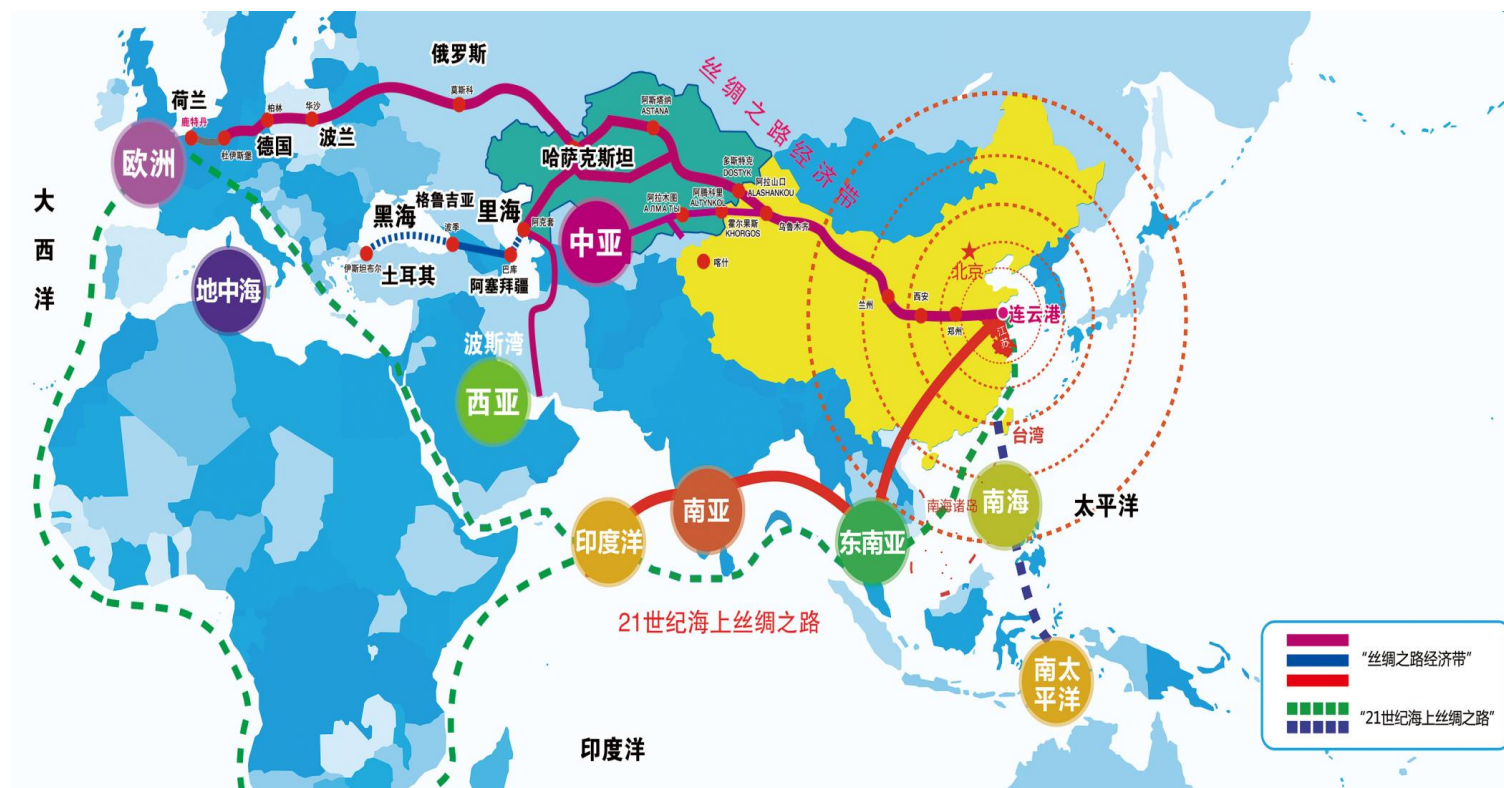 俄罗斯
丝绸之路经济带
荷兰
鹿特丹
杜伊斯堡
柏林
德国
华沙
波兰
莫斯科
欧洲
阿斯塔纳
ASTANA
哈萨克斯坦
多斯特克
DOSTYK
阿拉山口
ALASHANKOU
阿腾科里
ALTYNKOL
阿拉木图
АЛМАТЫ
霍尔果斯
KHORGOS
乌鲁木齐
大西洋
黑海
格鲁吉亚
波季
里海
阿克套
中亚
伊斯坦布尔
土耳其
巴库
阿塞拜疆
喀什
北京
地中海
兰州
西安
郑州
连云港
江苏
波斯湾
西亚
台湾
南亚
南海诸岛
南海
太平洋
印度洋
东南亚
21世纪海上丝绸之路
南太
平洋
印度洋
"丝绸之路经济带"
"21世纪海上丝绸之路"